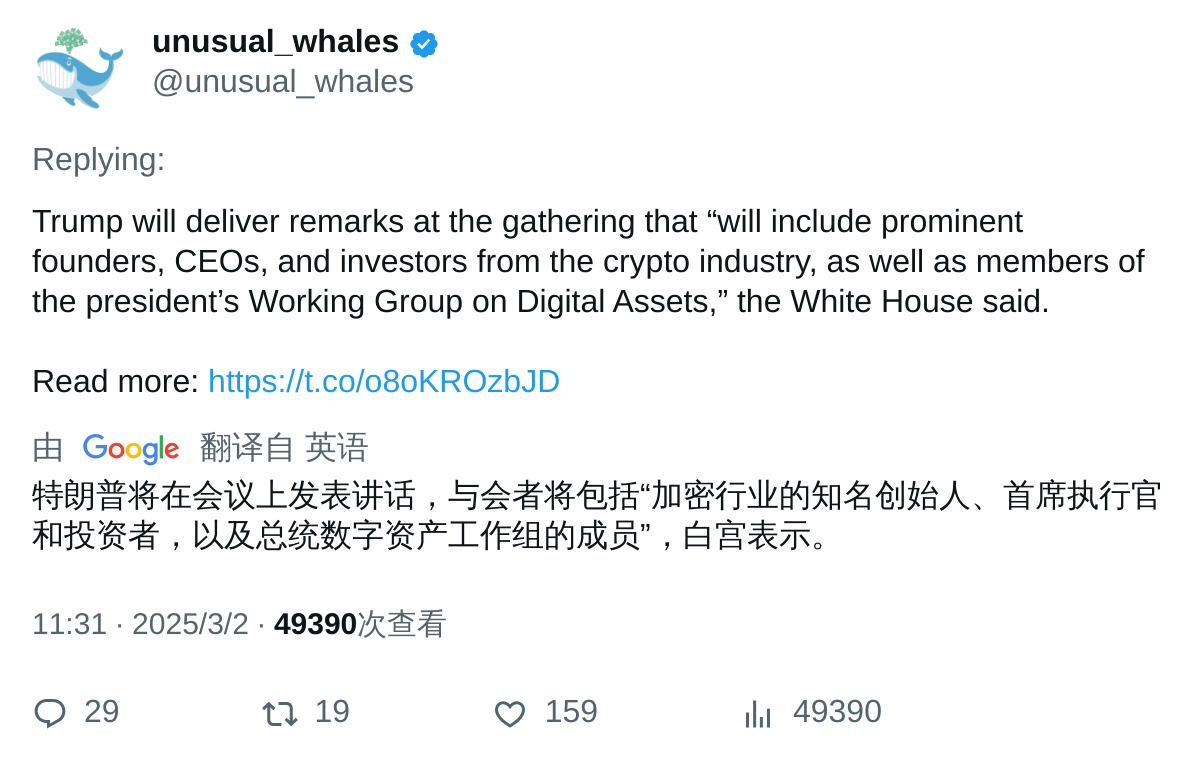 unusual_whales
@unusual_whales
Replying:
Trump will deliver remarks at the gathering that “will include prominent
founders, CEOs, and investors from the crypto industry, as well as members of
the president’s Working Group on Digital Assets,” the White House said.
Read more: https://t.co/o8oKROzbJD
由 Google 翻译自 英语
特朗普将在会议上发表讲话，与会者将包括“加密行业的知名创始人、首席执行官
和投资者，以及总统数字资产工作组的成员”，白宫表示。
11:31 · 2025/3/2 · 49390次查看
29 19 159 49390